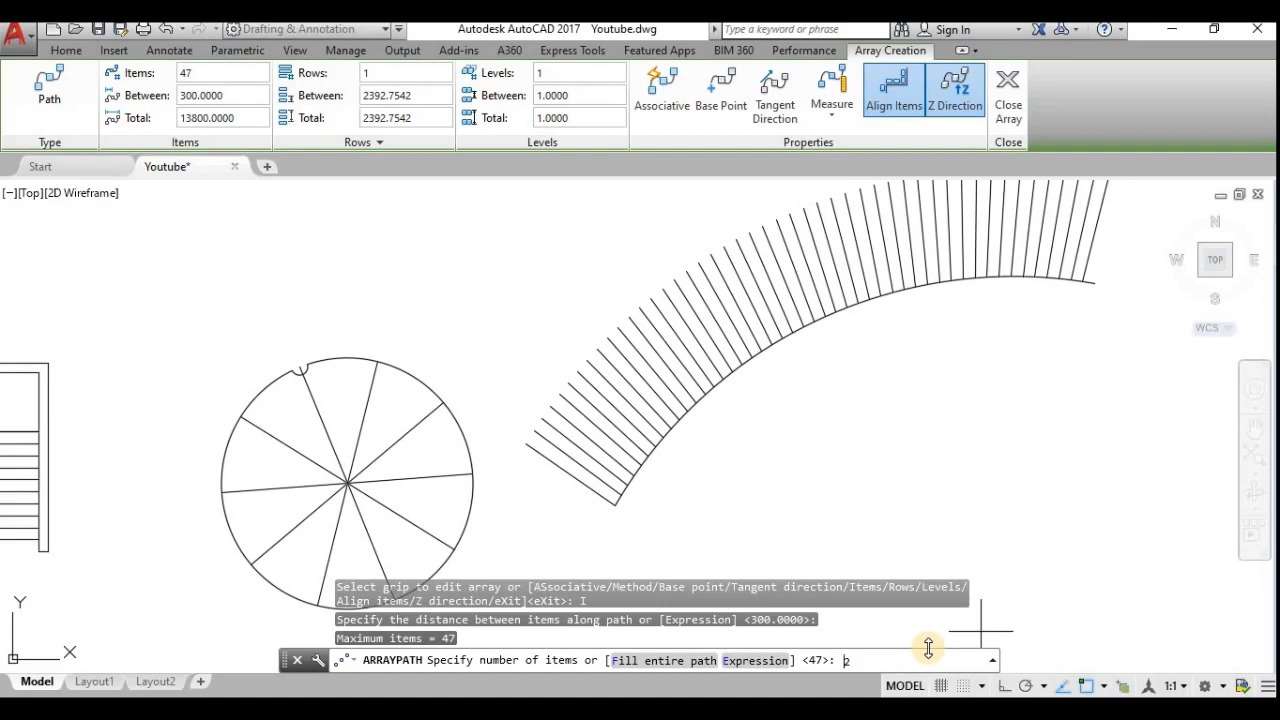 Drafting & Annotation
Autodesk AutoCAD 2017 Youtube.dwg
Type a keyword or phrase
Sign In
Home Insert Annotate Parametric View Manage Output Add-ins A360 Express Tools Featured Apps BIM 360 Performance Array Creation
Path
Type
Items: 47
Between: 300.0000
Total: 13800.0000
Items
Rows: 1
Between: 2392.7542
Total: 2392.7542
Rows
Levels: 1
Between: 1.0000
Total: 1.0000
Levels
Associative
Base Point
Tangent
Direction
Measure
Align Items
Z Direction
Properties
Close
Array
Close
Start
Youtube*
[−][Top][2D Wireframe]
N
W TOP E
S
WCS
Y
X
Select grip to edit array or [ASsociative/Method/Base point/Tangent direction/Items/Rows/Levels/
Align items/Z direction/eXit]<eXit>: I
Specify the distance between items along path or [Expression] <300.0000>:
Maximum items = 47
ARRAYPATH Specify number of items or [Fill entire path Expression] <47>: 2
Model Layout1 Layout2
MODEL
1:1